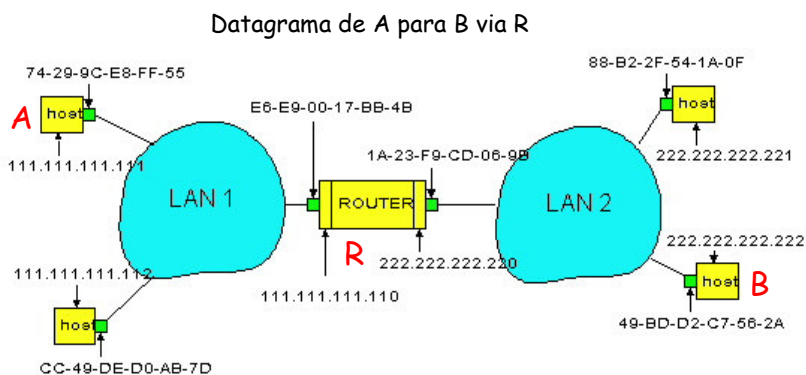 Datagrama de A para B via R
74-29-9C-E8-FF-55
88-B2-2F-54-1A-0F
A
host
E6-E9-00-17-BB-4B
host
111.111.111.111
1A-23-F9-CD-06-9B
222.222.222.221
LAN 1
ROUTER
LAN 2
R
222.222.222.220
222.222.222.222
111.111.111.112
111.111.111.110
host
B
host
49-BD-D2-C7-56-2A
CC-49-DE-D0-AB-7D